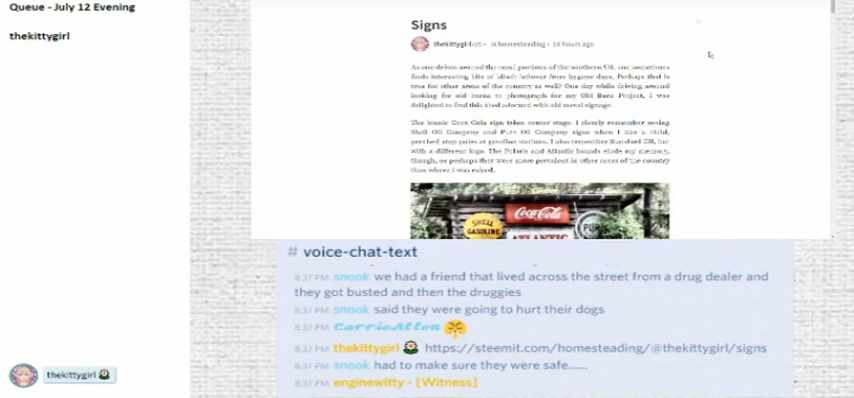 Queue - July 12 Evening
thekittygirl
Signs
thekittygirl in homesteading - 18 hours ago
As one drives around the rural portions of the southern US, one sometimes
finds interesting bits of kitsch leftover from bygone days. Perhaps that is
true for other areas of the country as well? One day while driving around
looking for old barns to photograph for my Old Barn Project, I was
delighted to find this shed adorned with old metal signage.
The iconic Coca Cola sign takes center stage. I clearly remember seeing
Shell Oil Company and Pure Oil Company signs when I was a child,
perched atop poles at gasoline stations. I also remember Standard Oil, but
with a different logo. The Polaris and Atlantic brands elude my memory,
though, or perhaps they were more prevalent in other areas of the country
than where I was raised.
Coca-Cola
SHELL
GASOLINE
PURE
ATLANTIC
# voice-chat-text
8:37 PM snook we had a friend that lived across the street from a drug dealer and
they got busted and then the druggies
8:37 PM snook said they were going to hurt their dogs
8:37 PM CarrieAllen
8:37 PM thekittygirl https://steemit.com/homesteading/@thekittygirl/signs
8:37 PM snook had to make sure they were safe......
8:37 PM enginewitty - [Witness]
thekittygirl